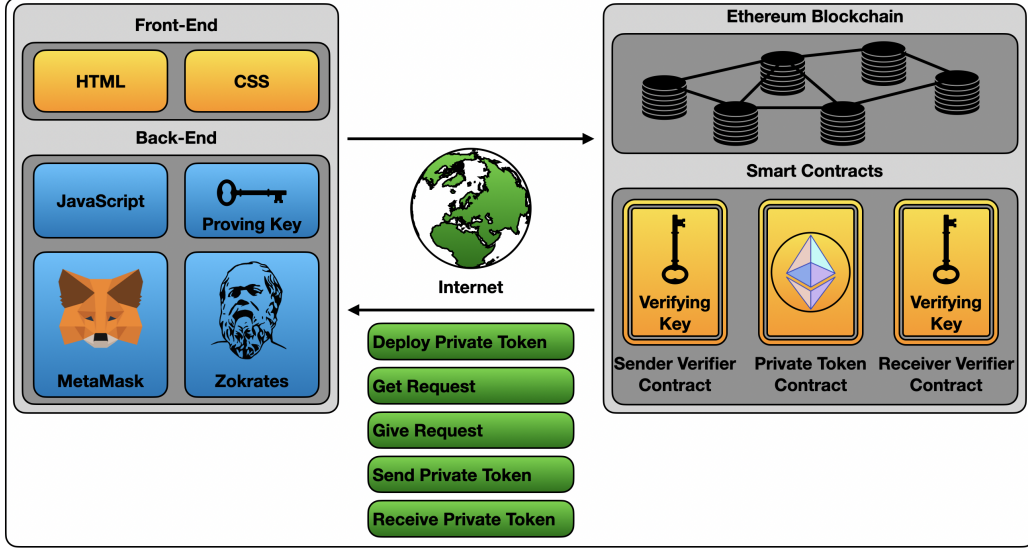 Front-End
HTML
CSS
Back-End
JavaScript
Proving Key
MetaMask
Zokrates
Internet
Deploy Private Token
Get Request
Give Request
Send Private Token
Receive Private Token
Ethereum Blockchain
Smart Contracts
Verifying
Key
Sender Verifier
Contract
Private Token
Contract
Verifying
Key
Receiver Verifier
Contract